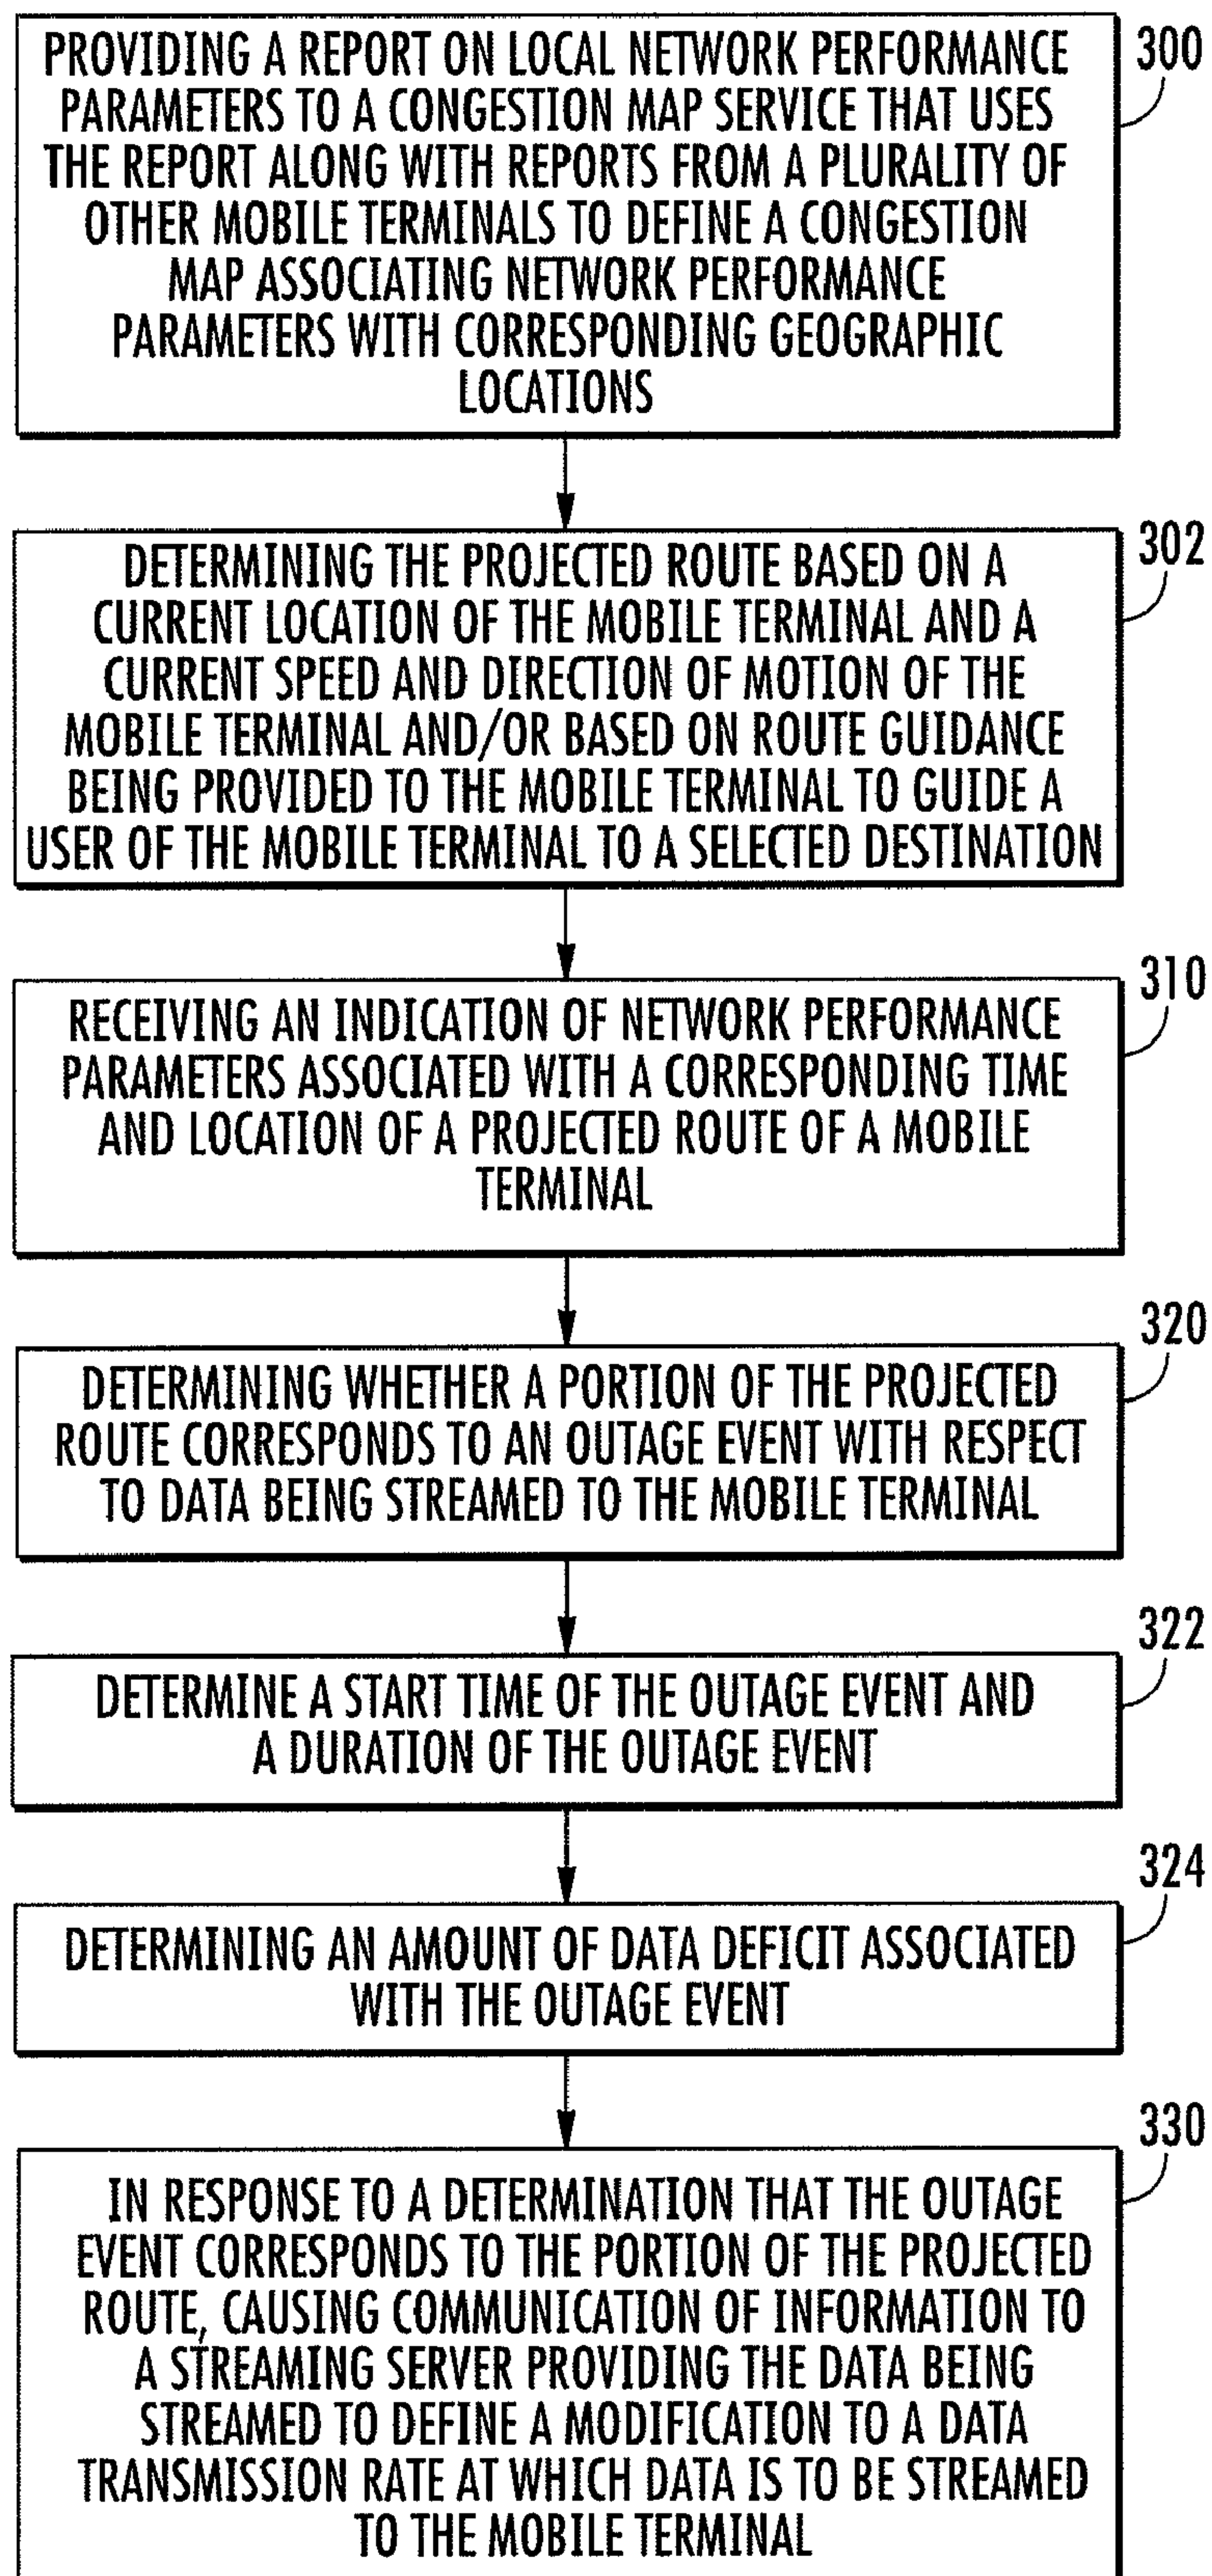 PROVIDING A REPORT ON LOCAL NETWORK PERFORMANCE
PARAMETERS TO A CONGESTION MAP SERVICE THAT USES
THE REPORT ALONG WITH REPORTS FROM A PLURALITY OF
OTHER MOBILE TERMINALS TO DEFINE A CONGESTION
MAP ASSOCIATING NETWORK PERFORMANCE
PARAMETERS WITH CORRESPONDING GEOGRAPHIC
LOCATIONS
300
DETERMINING THE PROJECTED ROUTE BASED ON A
CURRENT LOCATION OF THE MOBILE TERMINAL AND A
CURRENT SPEED AND DIRECTION OF MOTION OF THE
MOBILE TERMINAL AND/OR BASED ON ROUTE GUIDANCE
BEING PROVIDED TO THE MOBILE TERMINAL TO GUIDE A
USER OF THE MOBILE TERMINAL TO A SELECTED DESTINATION
302
RECEIVING AN INDICATION OF NETWORK PERFORMANCE
PARAMETERS ASSOCIATED WITH A CORRESPONDING TIME
AND LOCATION OF A PROJECTED ROUTE OF A MOBILE
TERMINAL
310
DETERMINING WHETHER A PORTION OF THE PROJECTED
ROUTE CORRESPONDS TO AN OUTAGE EVENT WITH RESPECT
TO DATA BEING STREAMED TO THE MOBILE TERMINAL
320
DETERMINE A START TIME OF THE OUTAGE EVENT AND
A DURATION OF THE OUTAGE EVENT
322
DETERMINING AN AMOUNT OF DATA DEFICIT ASSOCIATED
WITH THE OUTAGE EVENT
324
IN RESPONSE TO A DETERMINATION THAT THE OUTAGE
EVENT CORRESPONDS TO THE PORTION OF THE PROJECTED
ROUTE, CAUSING COMMUNICATION OF INFORMATION TO
A STREAMING SERVER PROVIDING THE DATA BEING
STREAMED TO DEFINE A MODIFICATION TO A DATA
TRANSMISSION RATE AT WHICH DATA IS TO BE STREAMED
TO THE MOBILE TERMINAL
330